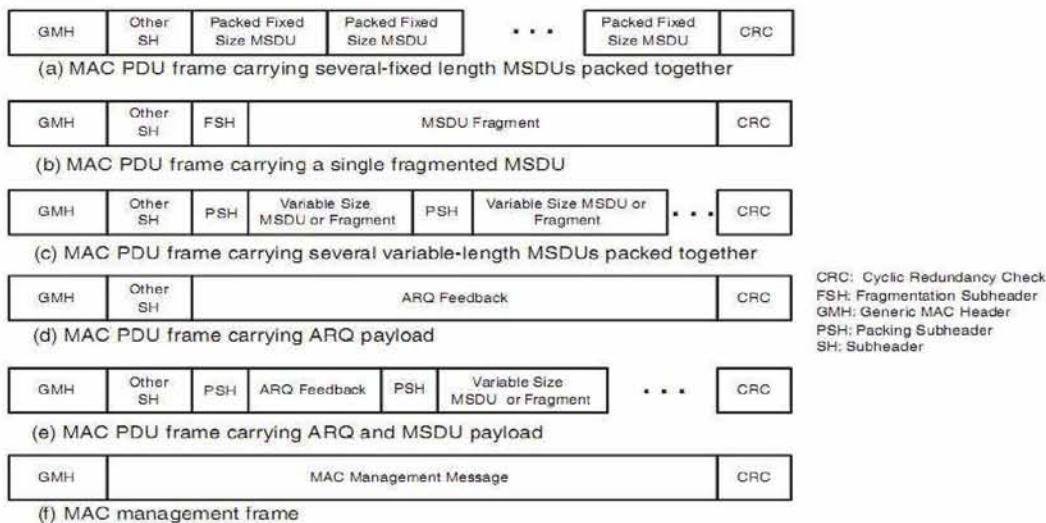 GMH
Other
SH
Packed Fixed
Size MSDU
Packed Fixed
Size MSDU
. . .
Packed Fixed
Size MSDU
CRC
(a) MAC PDU frame carrying several-fixed length MSDUs packed together
GMH
Other
SH
FSH
MSDU Fragment
CRC
(b) MAC PDU frame carrying a single fragmented MSDU
GMH
Other
SH
PSH
Variable Size
MSDU or Fragment
PSH
Variable Size MSDU or
Fragment
. . .
CRC
(c) MAC PDU frame carrying several variable-length MSDUs packed together
GMH
Other
SH
ARQ Feedback
CRC
(d) MAC PDU frame carrying ARQ payload
CRC: Cyclic Redundancy Check
FSH: Fragmentation Subheader
GMH: Generic MAC Header
PSH: Packing Subheader
SH: Subheader
GMH
Other
SH
PSH
ARQ Feedback
PSH
Variable Size
MSDU or Fragment
. . .
CRC
(e) MAC PDU frame carrying ARQ and MSDU payload
GMH
MAC Management Message
CRC
(f) MAC management frame